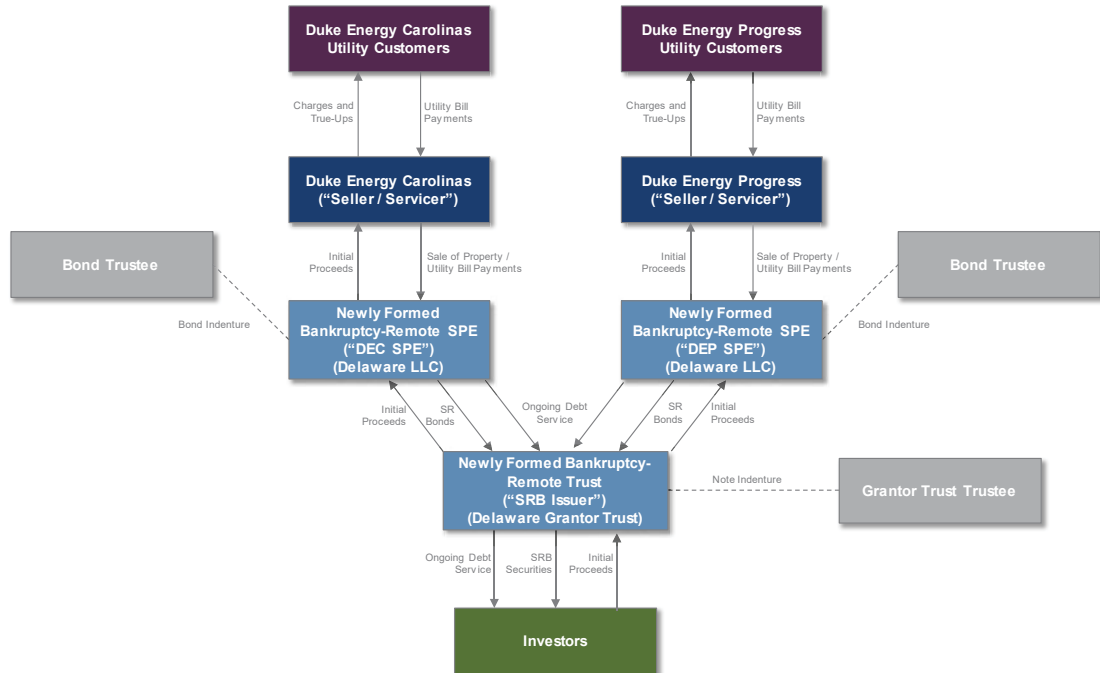 Duke Energy Carolinas
Utility Customers
Duke Energy Progress
Utility Customers
Charges and
True-Ups
Utility Bill
Payments
Charges and
True-Ups
Utility Bill
Payments
Duke Energy Carolinas
(“Seller / Servicer”)
Duke Energy Progress
(“Seller / Servicer”)
Bond Trustee
Initial
Proceeds
Sale of Property /
Utility Bill Payments
Initial
Proceeds
Sale of Property /
Utility Bill Payments
Bond Trustee
Bond Indenture
Newly Formed
Bankruptcy-Remote SPE
(“DEC SPE”)
(Delaware LLC)
Newly Formed
Bankruptcy-Remote SPE
(“DEP SPE”)
(Delaware LLC)
Bond Indenture
Initial
Proceeds
SR
Bonds
Ongoing Debt
Service
SR
Bonds
Initial
Proceeds
Newly Formed Bankruptcy-
Remote Trust
(“SRB Issuer”)
(Delaware Grantor Trust)
Note Indenture
Grantor Trust Trustee
Ongoing Debt
Service
SRB
Securities
Initial
Proceeds
Investors